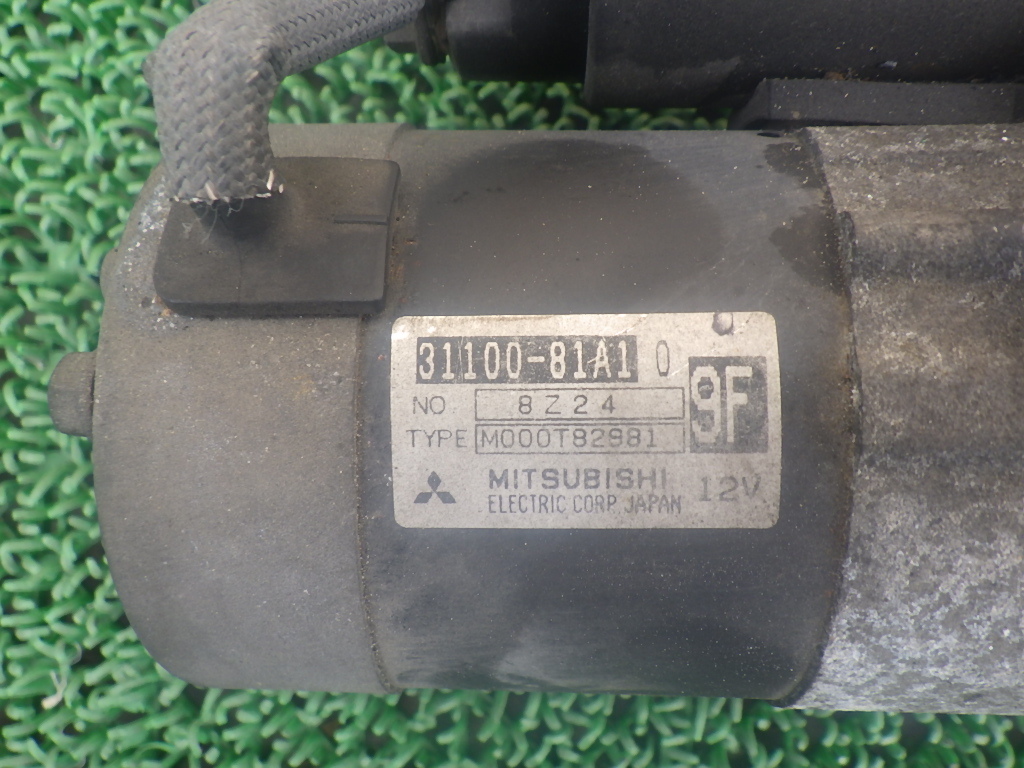 31100-81A1 0
9F
NO. 8Z24
TYPE M000T82981
MITSUBISHI
ELECTRIC CORP. JAPAN 12V